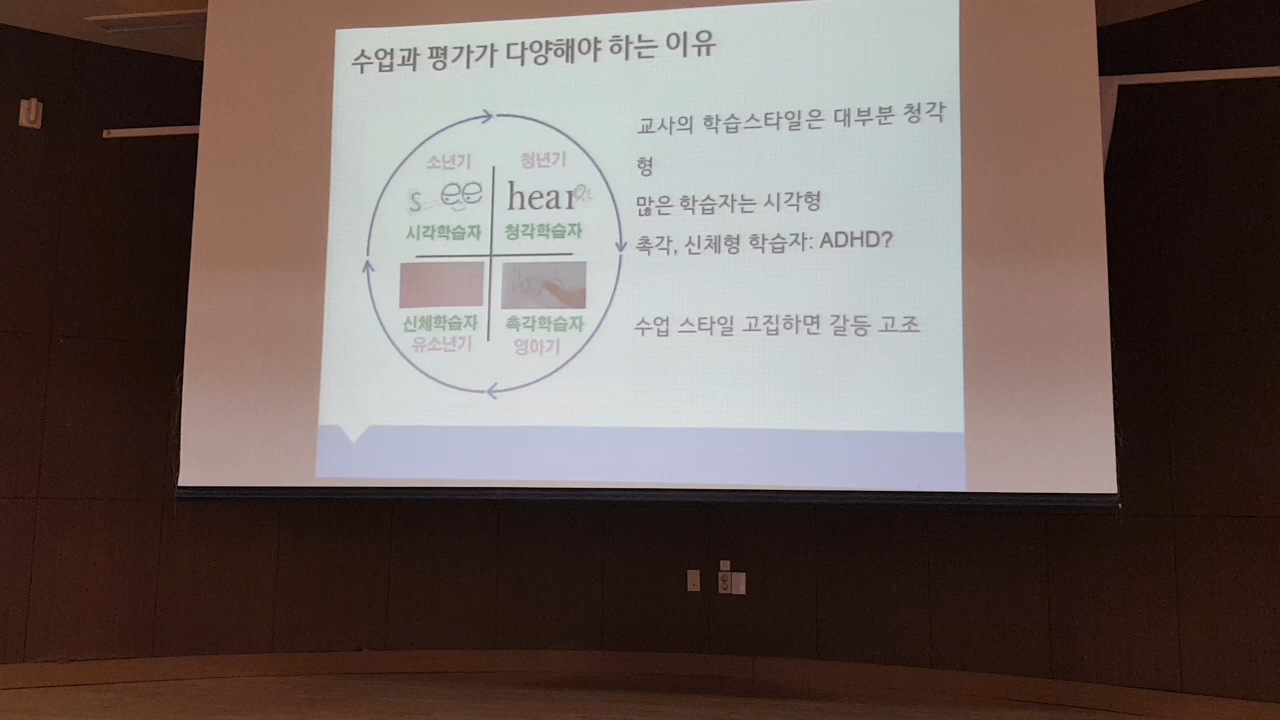 수업과 평가가 다양해야 하는 이유
소년기
청년기
see
hear
시각학습자
청각학습자
신체학습자
촉각학습자
유소년기
영아기
교사의 학습스타일은 대부분 청각
형
많은 학습자는 시각형
촉각, 신체형 학습자: ADHD?
수업 스타일 고집하면 갈등 고조